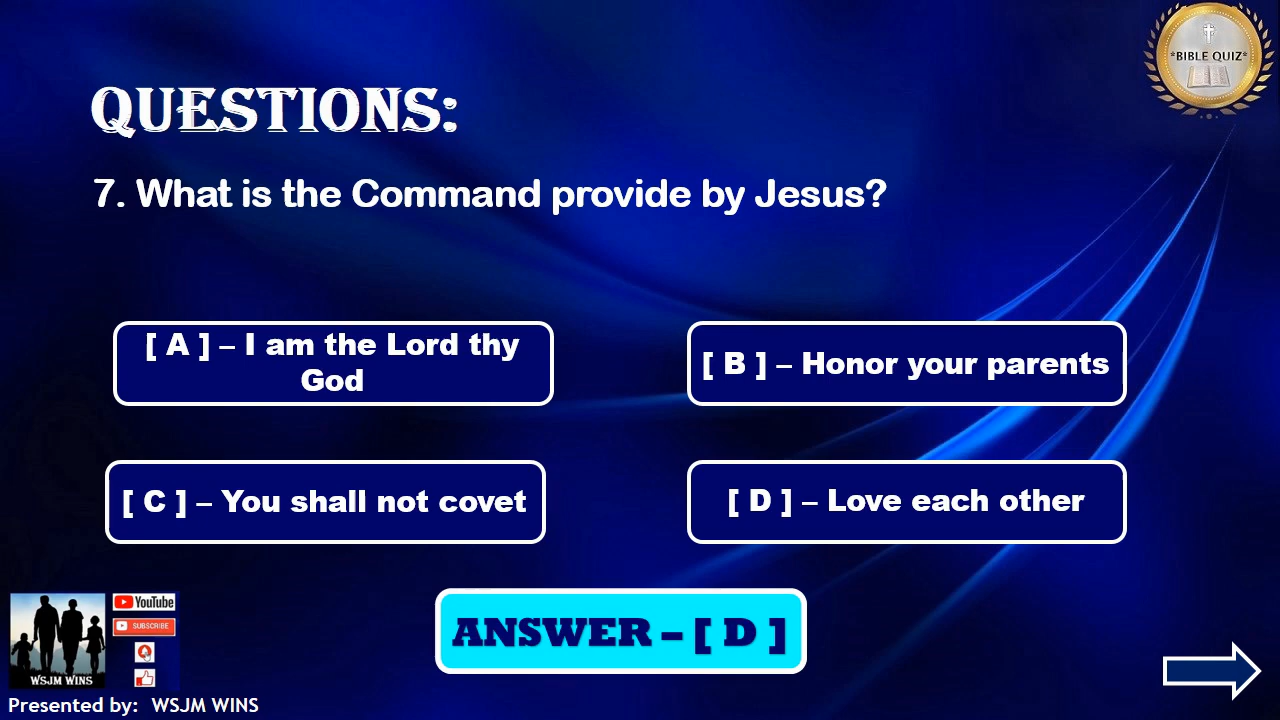 *BIBLE QUIZ*
QUESTIONS:
7. What is the Command provide by Jesus?
[ A ] – I am the Lord thy
God
[ B ] – Honor your parents
[ C ] – You shall not covet
[ D ] – Love each other
ANSWER – [ D ]
YouTube
SUBSCRIBE
WSJM WINS
Presented by: WSJM WINS